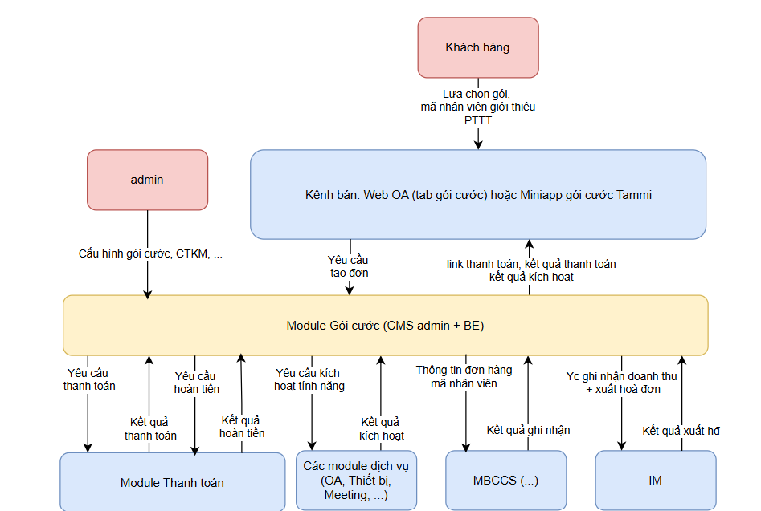 Khách hàng
Lựa chọn gói,
mã nhân viên giới thiệu
PTTT
admin
Kênh bán: Web OA (tab gói cước) hoặc Miniapp gói cước Tammi
Cấu hình gói cước, CTKM, ...
Yêu cầu
tạo đơn
link thanh toán, kết quả thanh toán
kết quả kích hoạt
Module Gói cước (CMS admin + BE)
Yêu cầu
thanh toán
Yêu cầu
hoàn tiền
Yêu cầu kích
hoạt tính năng
Thông tin đơn hàng
mã nhân viên
Yc ghi nhận doanh thu
+ xuất hoá đơn
Kết quả
thanh toán
Kết quả
hoàn tiền
Kết quả
kích hoạt
Kết quả ghi nhận
Kết quả xuất hđ
Module Thanh toán
Các module dịch vụ
(OA, Thiết bị,
Meeting, ...)
MBCCS (...)
IM